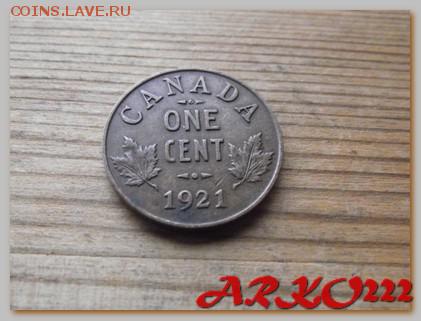 COINS.LAVE.RU
CANADA
ONE
CENT
1921
ARKO222